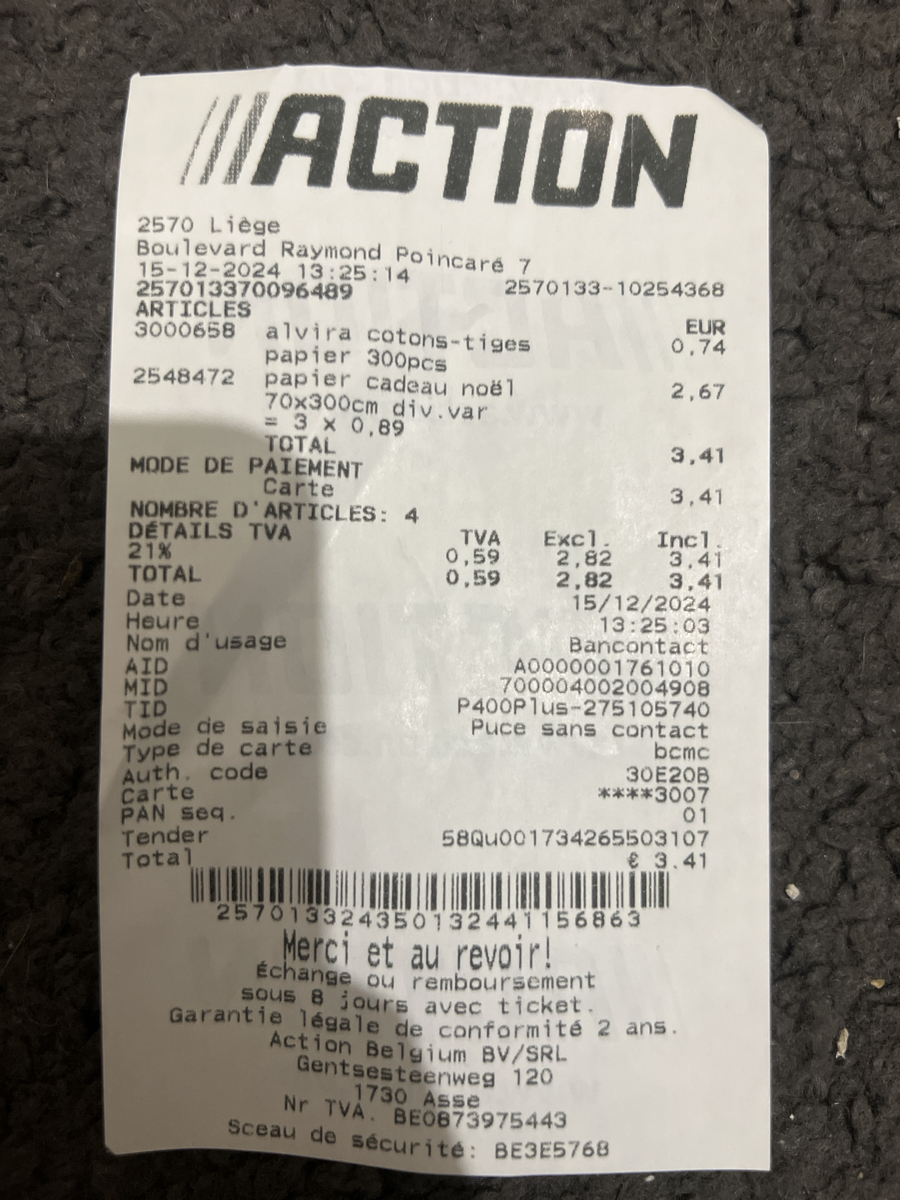 ACTION
2570 Liège
Boulevard Raymond Poincaré 7
15-12-2024 13:25:14
257013370096489 2570133-10254368
ARTICLES EUR
3000658 alvira cotons-tiges 0,74
papier 300pcs
2548472 papier cadeau noël 2,67
70x300cm div.var
= 3 x 0,89
TOTAL 3,41
MODE DE PAIEMENT
Carte 3,41
NOMBRE D'ARTICLES: 4
DÉTAILS TVA TVA Excl. Incl.
21% 0,59 2,82 3,41
TOTAL 0,59 2,82 3,41
Date 15/12/2024
Heure 13:25:03
Nom d'usage Bancontact
AID A0000001761010
MID 700004002004908
TID P400Plus-275105740
Mode de saisie Puce sans contact
Type de carte bcmc
Auth. code 30E20B
Carte ****3007
PAN seq. 01
Tender 58Qu001734265503107
Total € 3.41
257013324350132441156863
Merci et au revoir!
Échange ou remboursement
sous 8 jours avec ticket.
Garantie légale de conformité 2 ans.
Action Belgium BV/SRL
Gentsesteenweg 120
1730 Asse
Nr TVA. BE0873975443
Sceau de sécurité: BE3E5768